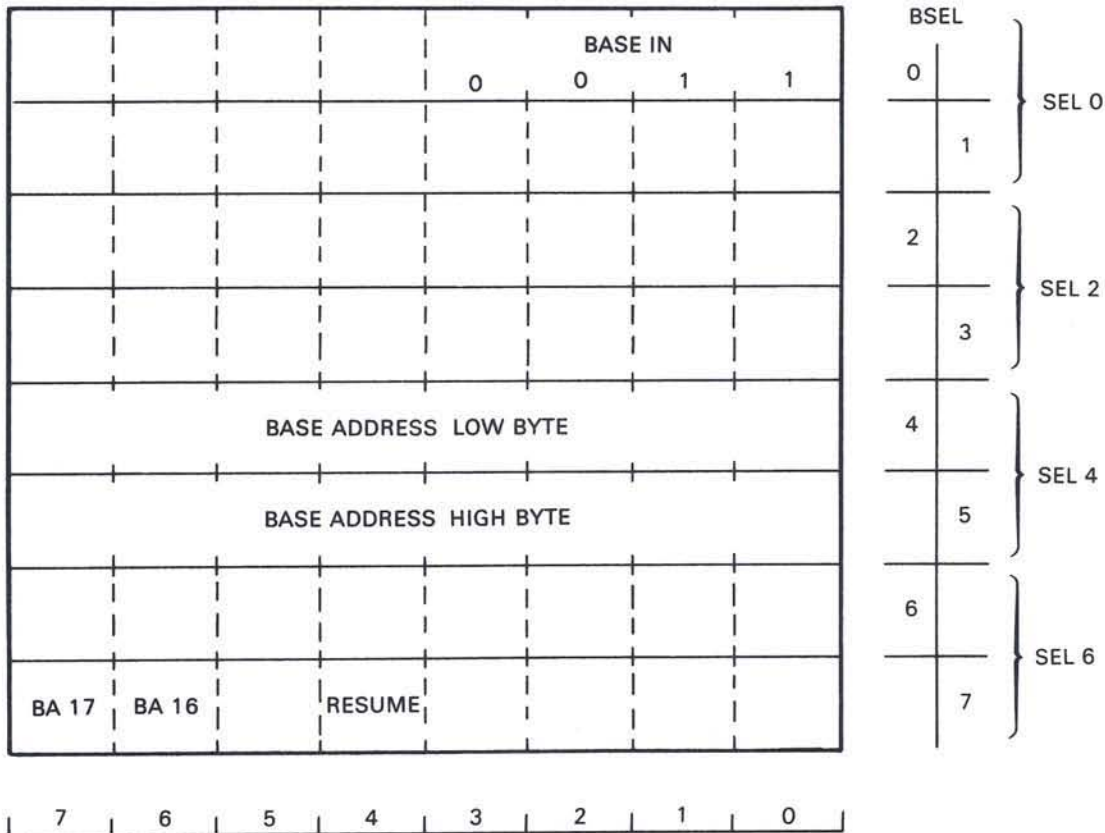 BSEL
BASE IN
0 0 1 1
0
SEL 0
1
2
SEL 2
3
BASE ADDRESS LOW BYTE
4
SEL 4
BASE ADDRESS HIGH BYTE
5
6
SEL 6
BA 17 BA 16 RESUME
7
7 6 5 4 3 2 1 0